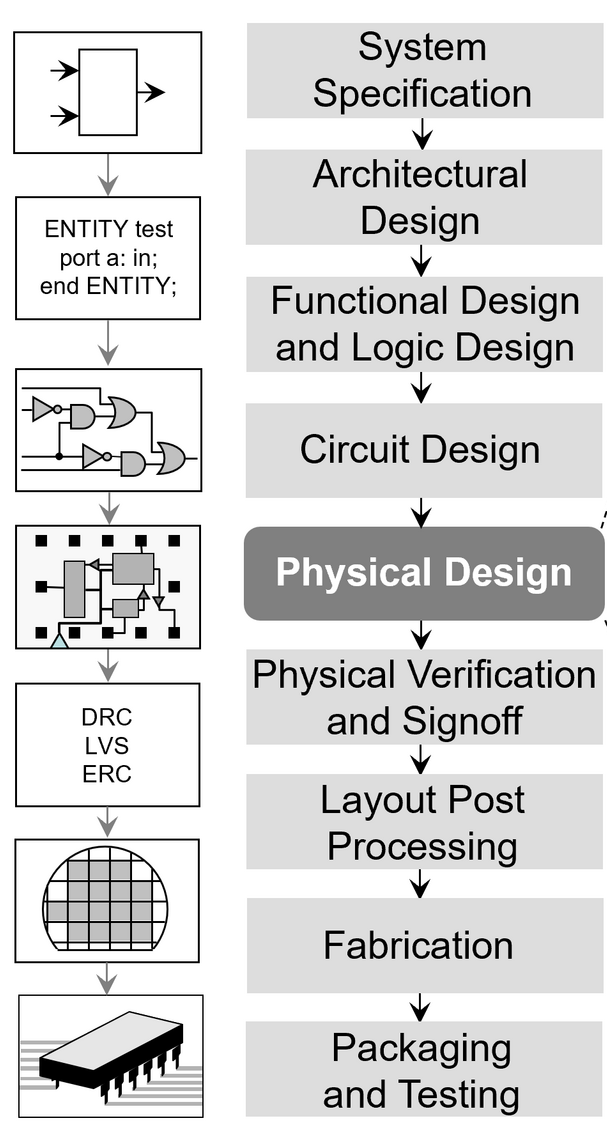 System
Specification
Architectural
Design
ENTITY test
port a: in;
end ENTITY;
Functional Design
and Logic Design
Circuit Design
Physical Design
Physical Verification
and Signoff
DRC
LVS
ERC
Layout Post
Processing
Fabrication
Packaging
and Testing